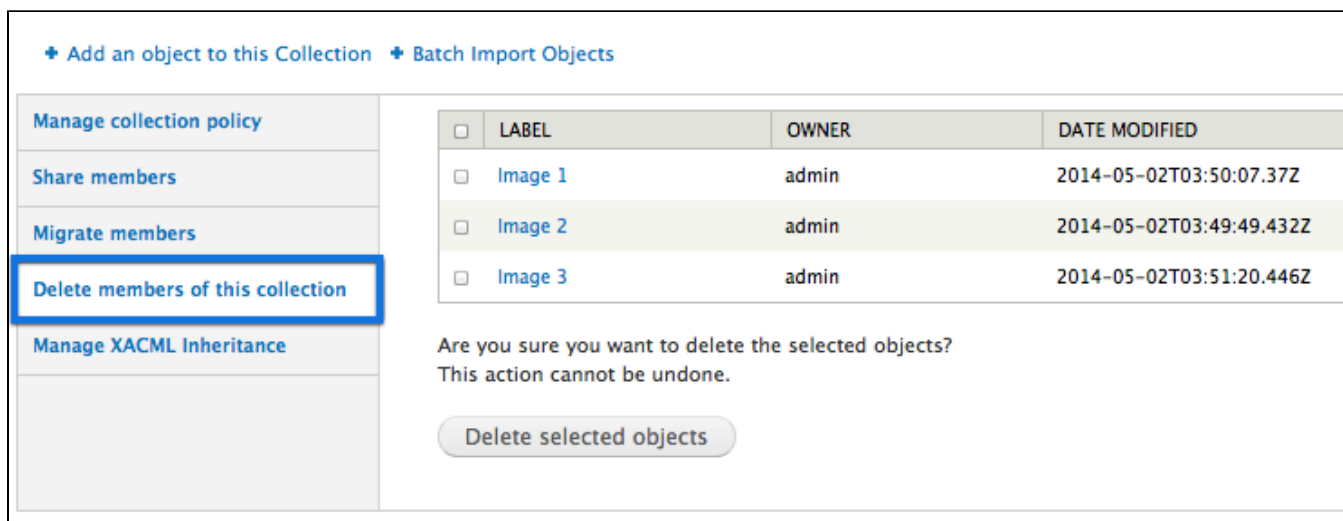 Add an object to this Collection Batch Import Objects
Manage collection policy
Share members
Migrate members
Delete members of this collection
Manage XACML Inheritance
LABEL OWNER DATE MODIFIED
Image 1 admin 2014-05-02T03:50:07.37Z
Image 2 admin 2014-05-02T03:49:49.432Z
Image 3 admin 2014-05-02T03:51:20.446Z
Are you sure you want to delete the selected objects?
This action cannot be undone.
Delete selected objects